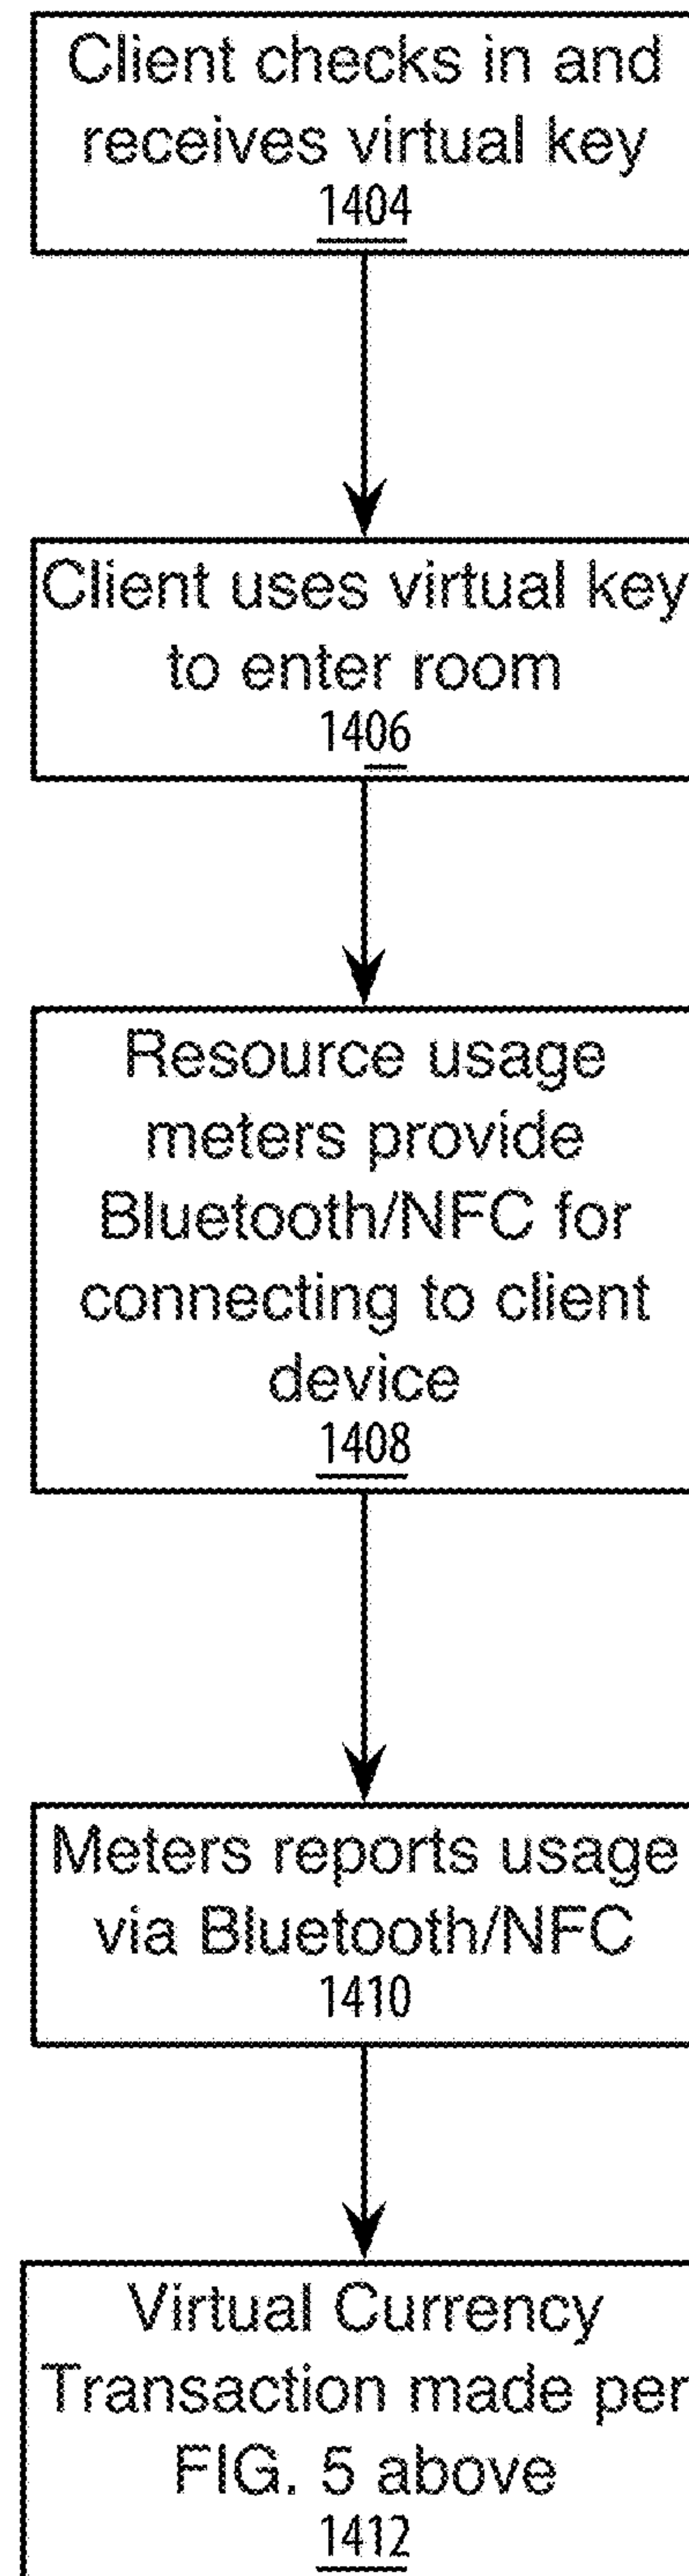 Client checks in and
receives virtual key
1404
Client uses virtual key
to enter room
1406
Resource usage
meters provide
Bluetooth/NFC for
connecting to client
device
1408
Meters reports usage
via Bluetooth/NFC
1410
Virtual Currency
Transaction made per
FIG. 5 above
1412